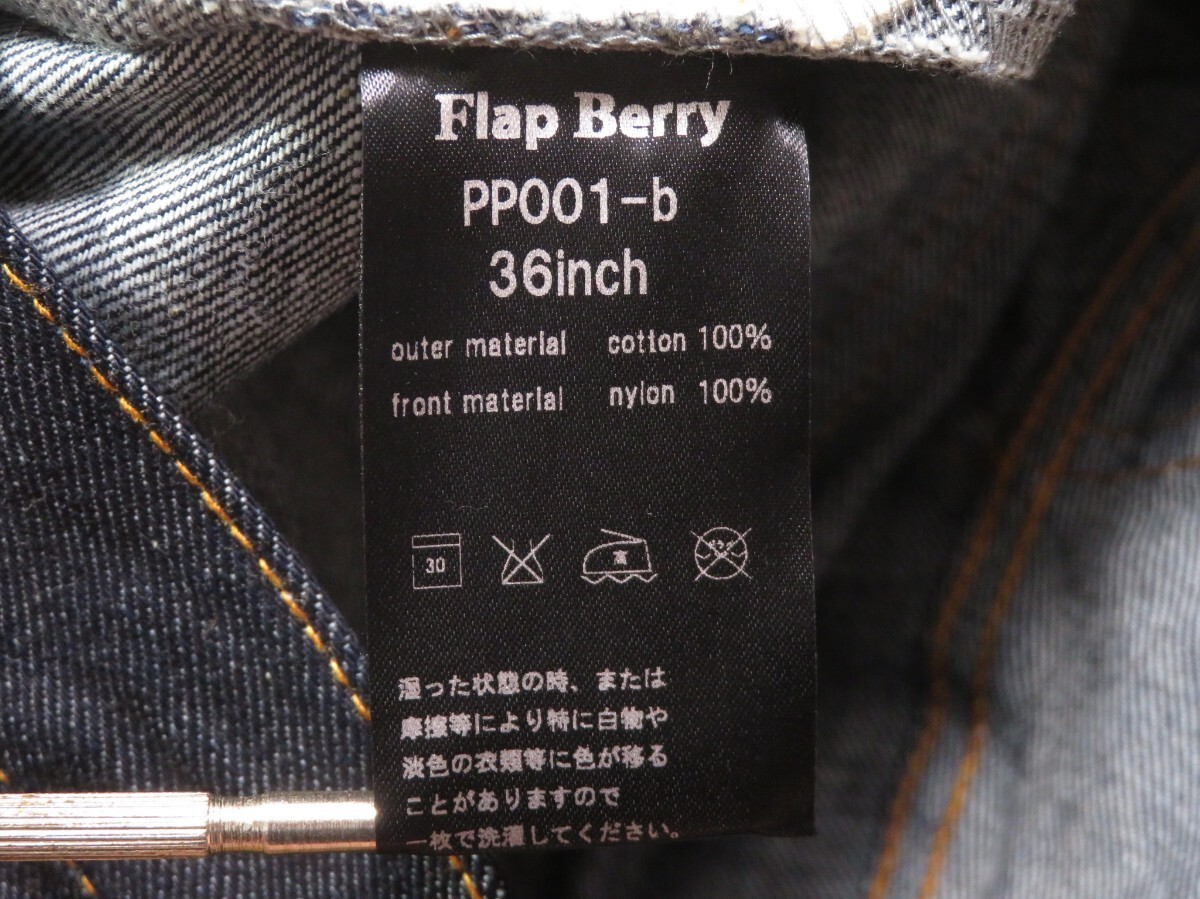 Flap Berry
PP001-b
36inch
outer material cotton 100%
front material nylon 100%
30
高
湿った状態の時、または
摩擦等により特に白物や
淡色の衣類等に色が移る
ことがありますので
一枚で洗濯してください。